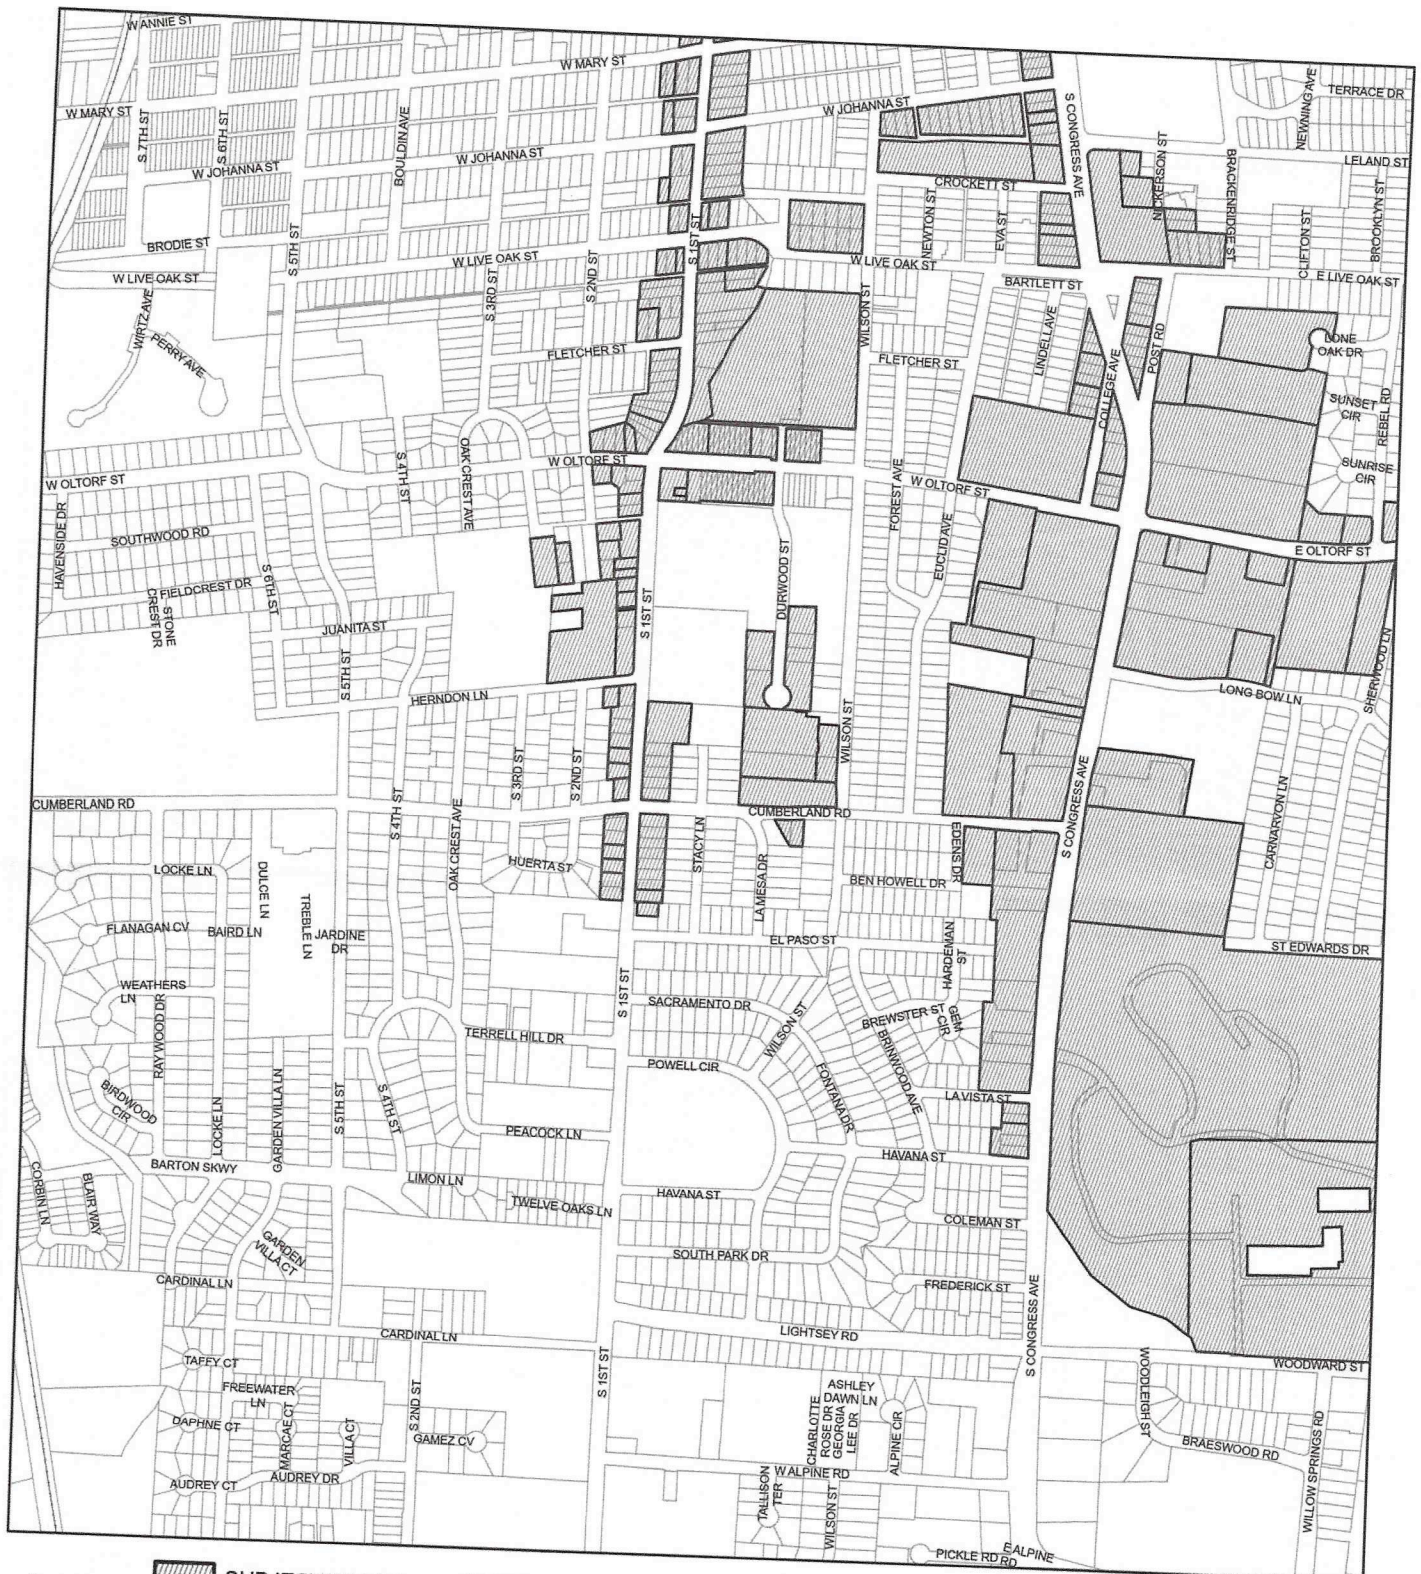 W ANNIE ST
W MARY ST
W MARY ST
S 7TH ST
S 6TH ST
BOULDIN AVE
W JOHANNA ST
W JOHANNA ST
W JOHANNA ST
S CONGRESS AVE
NEWNING AVE
TERRACE DR
LELAND ST
NICKERSON ST
BRACKENRIDGE ST
CROCKETT ST
BROOKLYN ST
CLIFTON ST
NEWTON ST
EVA ST
BRODIE ST
S 5TH ST
S 1ST ST
W LIVE OAK ST
W LIVE OAK ST
W LIVE OAK ST
E LIVE OAK ST
S 3RD ST
S 2ND ST
BARTLETT ST
WIRTZ AVE
PERRY AVE
FLETCHER ST
FLETCHER ST
WILSON ST
LINDELL AVE
COLLEGE AVE
POST RD
LONE
OAK DR
SUNSET
CIR
REBEL RD
SUNRISE
CIR
W OLTORF ST
W OLTORF ST
W OLTORF ST
E OLTORF ST
S 4TH ST
OAK CREST AVE
FOREST AVE
EUCLID AVE
HAVENSIDE DR
SOUTHWOOD RD
S 6TH ST
FIELDCREST DR
STONE
CREST DR
JUANITA ST
S 5TH ST
S 1ST ST
DURWOOD ST
HERNDON LN
WILSON ST
LONG BOW LN
SHERWOOD LN
S 3RD ST
S 2ND ST
S CONGRESS AVE
CARNARVON LN
CUMBERLAND RD
CUMBERLAND RD
S 4TH ST
OAK CREST AVE
STACY LN
LA MESA DR
EDENS DR
HUERTA ST
BEN HOWELL DR
LOCKE LN
DULCE LN
TREBLE LN
FLANAGAN CV
BAIRD LN
JARDINE
DR
EL PASO ST
HARDEMAN
ST
ST EDWARDS DR
WEATHERS
LN
RAY WOOD DR
S 1ST ST
SACRAMENTO DR
WILSON ST
BREWSTER ST
GEM
CIR
BRINWOOD AVE
TERRELL HILL DR
POWELL CIR
FONTANA DR
BIRDWOOD
CIR
LOCKE LN
GARDEN VILLA LN
S 5TH ST
S 4TH ST
LA VISTA ST
PEACOCK LN
HAVANA ST
BARTON SKWY
CORBIN LN
BLAIR WAY
LIMON LN
TWELVE OAKS LN
HAVANA ST
COLEMAN ST
GARDEN
VILLA CT
SOUTH PARK DR
CARDINAL LN
FREDERICK ST
S CONGRESS AVE
CARDINAL LN
LIGHTSEY RD
WOODWARD ST
TAFFY CT
S 1ST ST
FREEWATER
LN
S 2ND ST
DAPHNE CT
MARCAE CT
VILLA CT
GAMEZ CV
ASHLEY
DAWN LN
CHARLOTTE
ROSE DR
GEORGIA
LEE DR
ALPINE CIR
WOODLEIGH ST
BRAESWOOD RD
WILLOW SPRINGS RD
AUDREY CT
AUDREY DR
W ALPINE RD
TALLISON
TER
WILSON ST
PICKLE RD
E ALPINE
RD